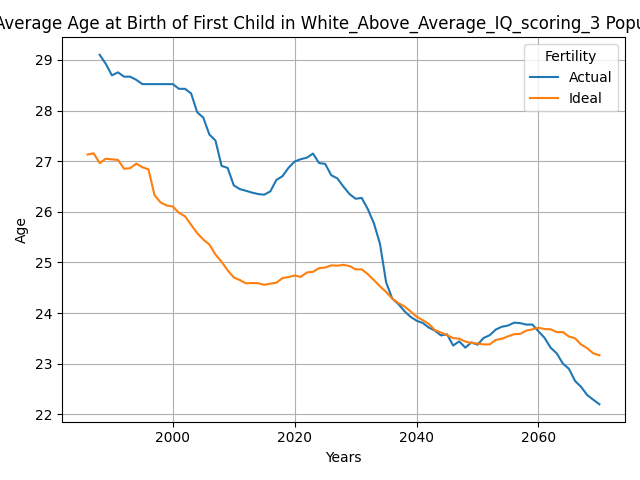 Average Age at Birth of First Child in White_Above_Average_IQ_scoring_3
Fertility
Actual
Ideal
29
28
27
26
25
24
23
22
Age
2000 2020 2040 2060
Years